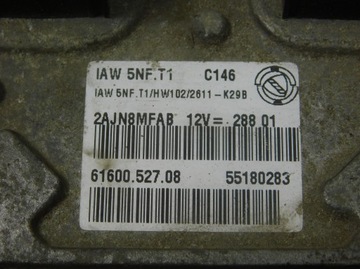 IAW 5NF.T1 C146
IAW 5NF.T1/HW102/2611-K29B
2AJN8MFAB 12V= 288 01
61600.527.08 55180283